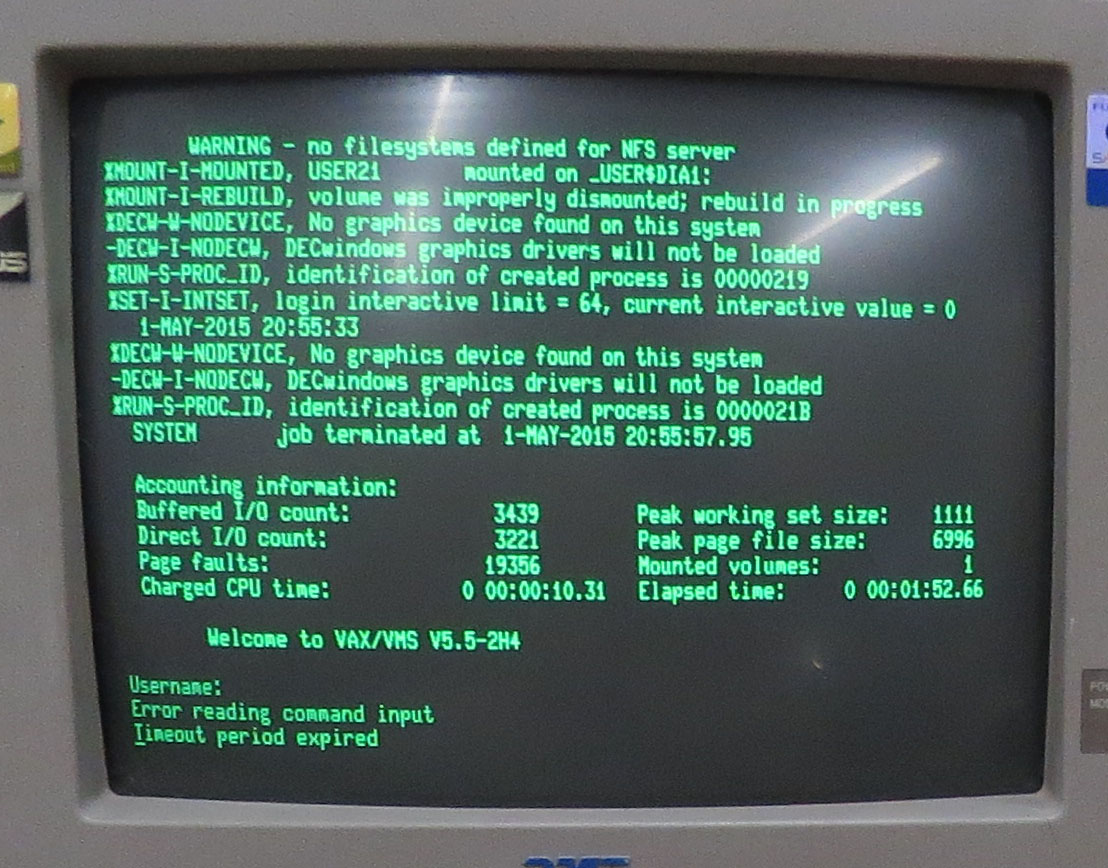 WARNING - no filesystems defined for NFS server
%MOUNT-I-MOUNTED, USER21 mounted on _USER$DIA1:
%MOUNT-I-REBUILD, volume was improperly dismounted; rebuild in progress
%DECW-W-NODEVICE, No graphics device found on this system
-DECW-I-NODECW, DECwindows graphics drivers will not be loaded
%RUN-S-PROC_ID, identification of created process is 00000219
%SET-I-INTSET, login interactive limit = 64, current interactive value = 0
1-MAY-2015 20:55:33
%DECW-W-NODEVICE, No graphics device found on this system
-DECW-I-NODECW, DECwindows graphics drivers will not be loaded
%RUN-S-PROC_ID, identification of created process is 0000021B
SYSTEM job terminated at 1-MAY-2015 20:55:57.95
Accounting information:
Buffered I/O count: 3439 Peak working set size: 1111
Direct I/O count: 3221 Peak page file size: 6996
Page faults: 19356 Mounted volumes: 1
Charged CPU time: 0 00:00:10.31 Elapsed time: 0 00:01:52.66
Welcome to VAX/VMS V5.5-2H4
Username:
Error reading command input
Timeout period expired